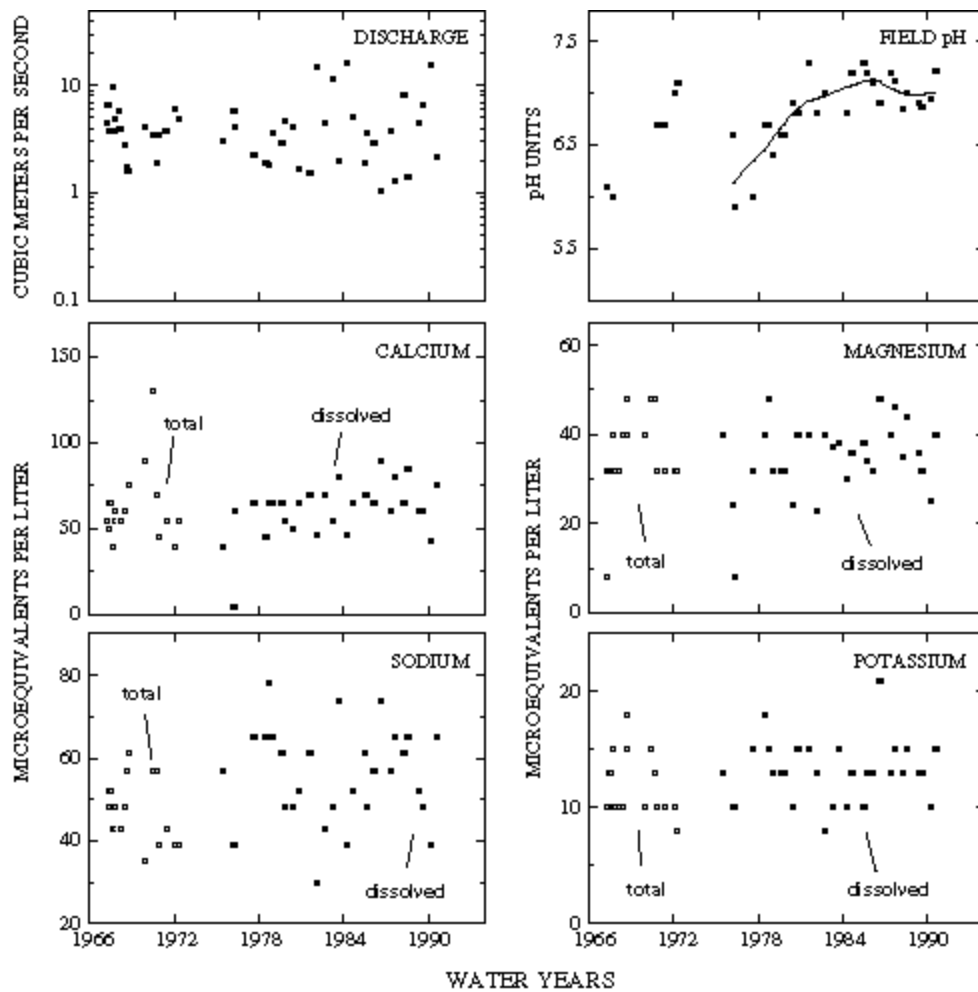 DISCHARGE
CUBIC METERS PER SECOND
10
1
0.1
FIELD pH
pH UNITS
7.5
6.5
5.5
CALCIUM
MICROEQUIVALENTS PER LITER
150
100
50
0
total
dissolved
MAGNESIUM
MICROEQUIVALENTS PER LITER
60
40
20
0
total
dissolved
SODIUM
80
60
40
20
total
dissolved
1966 1972 1978 1984 1990
POTASSIUM
20
10
0
total
dissolved
1966 1972 1978 1984 1990
WATER YEARS